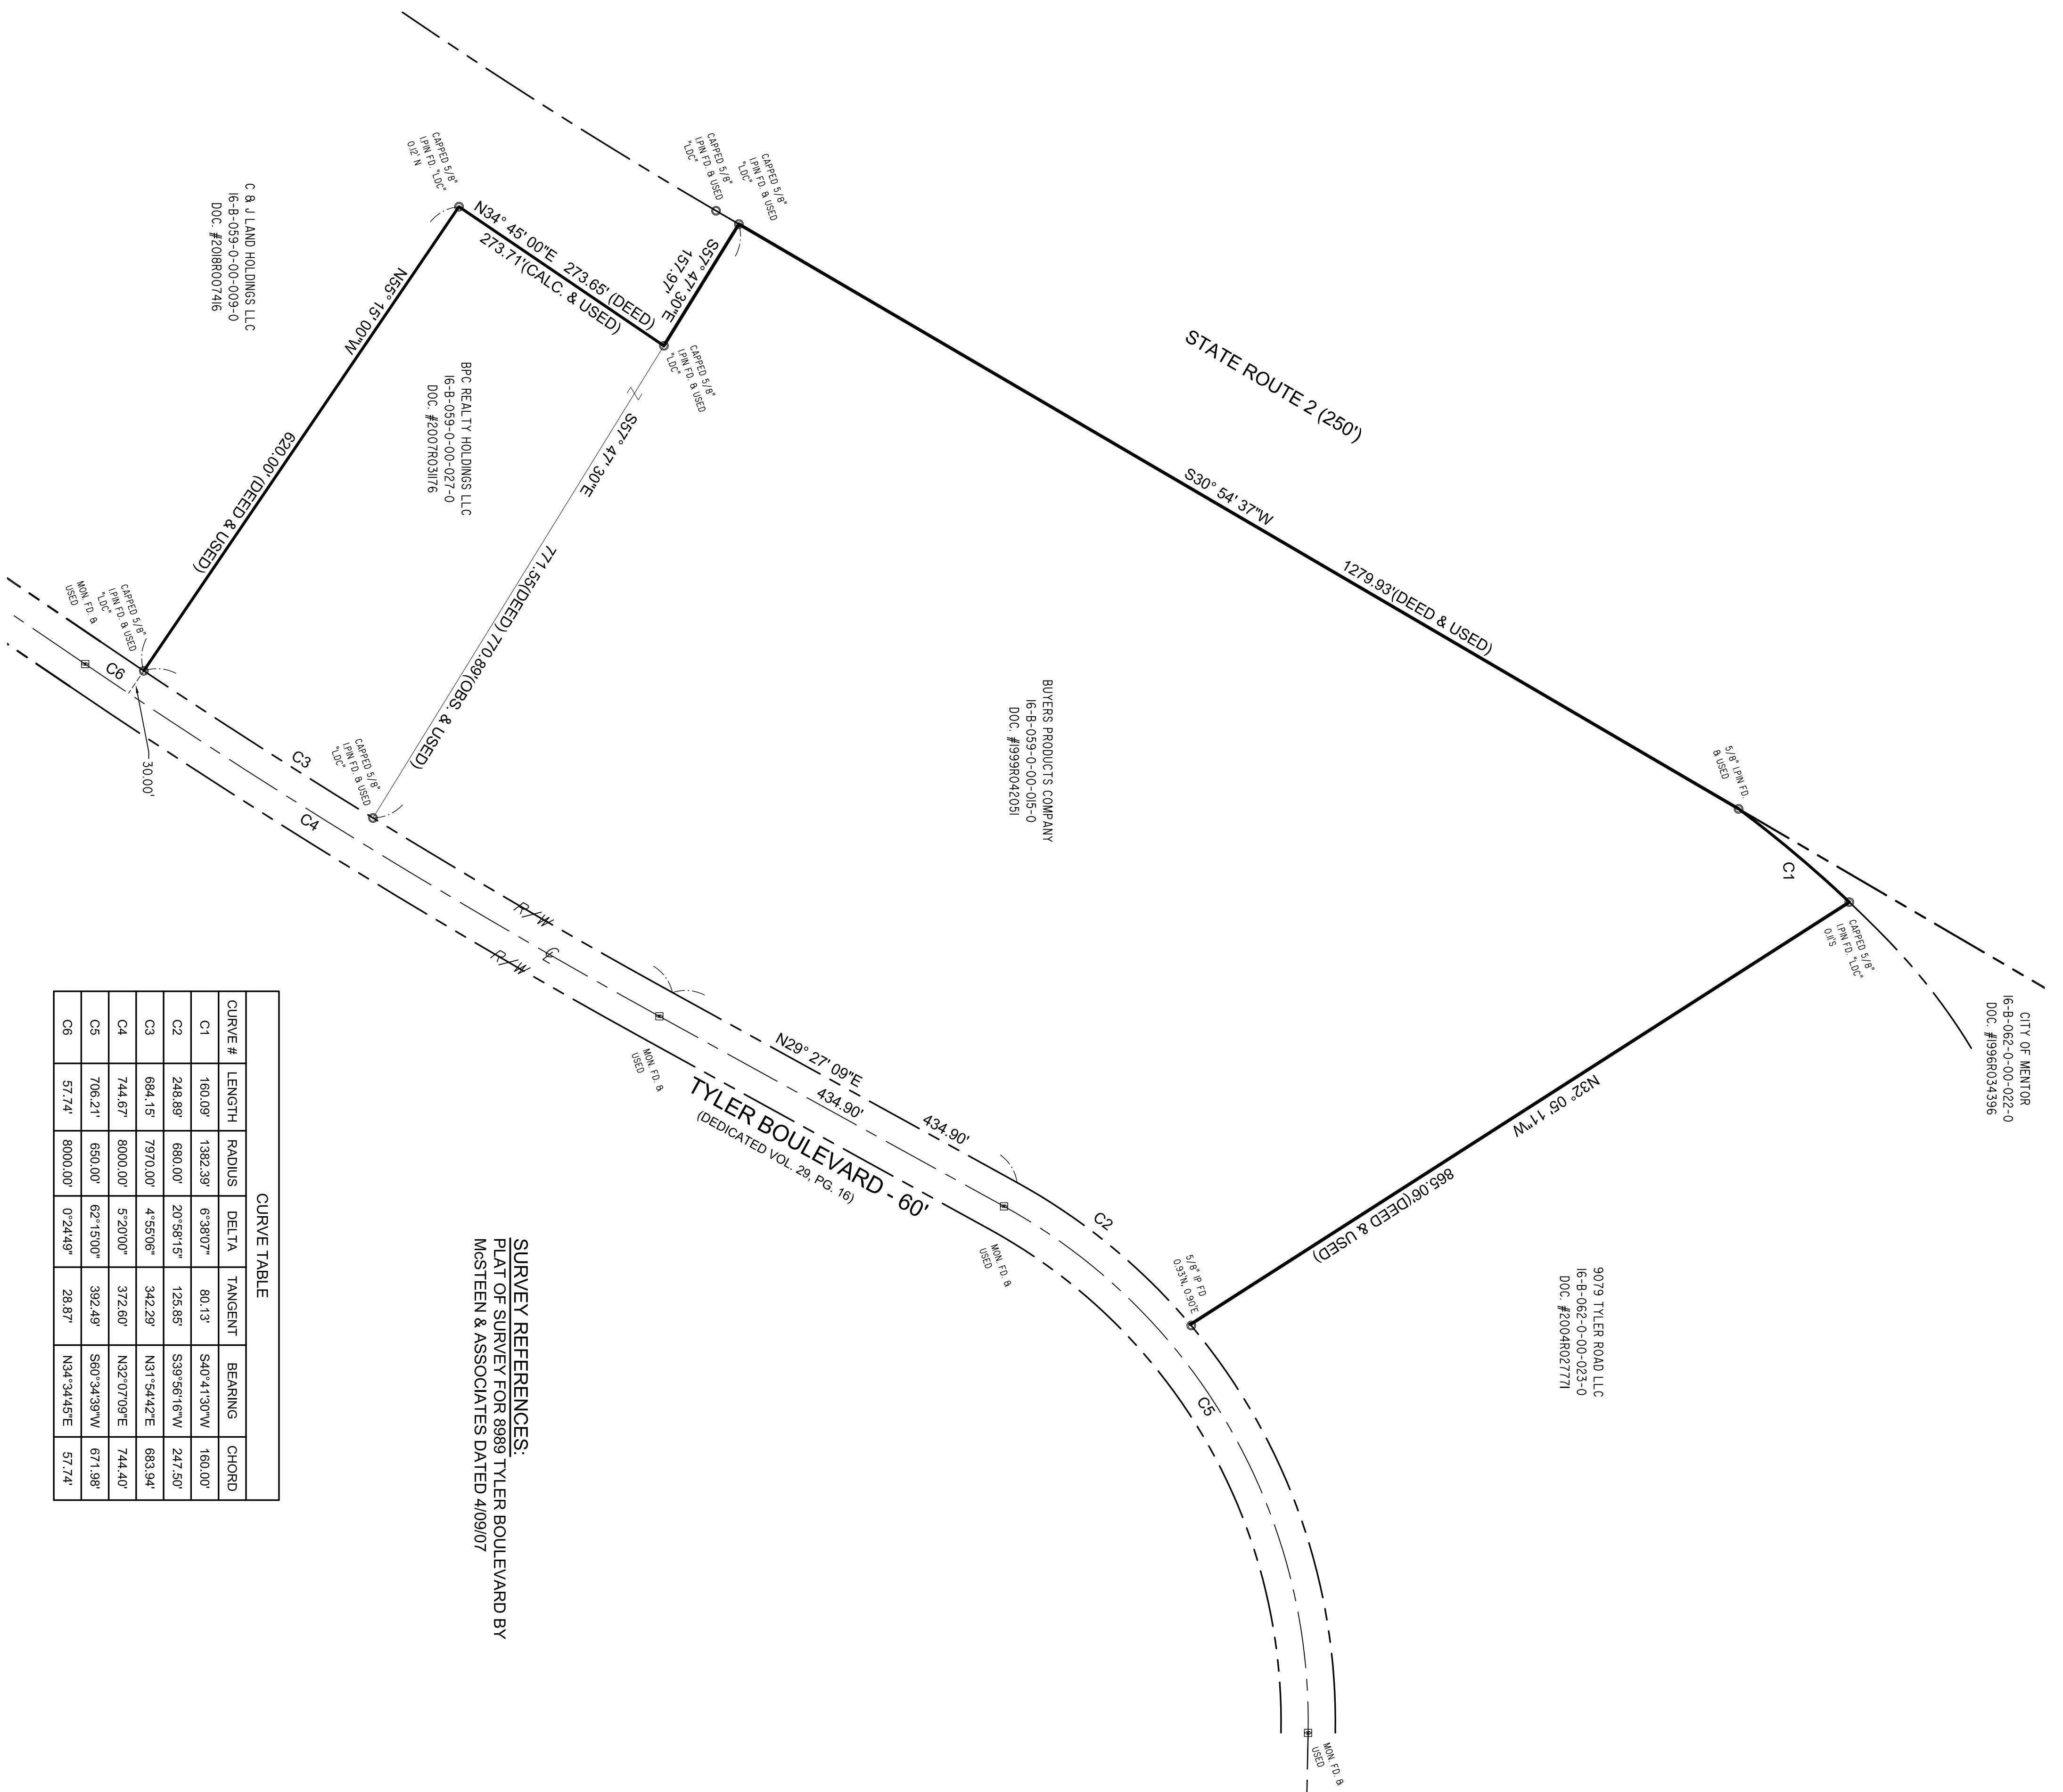 STATE ROUTE 2 (250')
CITY OF MENTOR
16-B-062-0-00-022-0
DOC. #1996R034396
9079 TYLER ROAD LLC
16-B-062-0-00-023-0
DOC. #2004R027771
BUYERS PRODUCTS COMPANY
16-B-059-0-00-015-0
DOC. #1999R042051
BPC REALTY HOLDINGS LLC
16-B-059-0-00-027-0
DOC. #2007R031176
C & J LAND HOLDINGS LLC
16-B-059-0-00-009-0
DOC. #2018R007416
CAPPED 5/8"
I.PIN FD. "LDC"
0.12' N
CAPPED 5/8"
I.PIN FD. & USED
"LDC"
CAPPED 5/8"
I.PIN FD. & USED
"LDC"
CAPPED 5/8"
I.PIN FD. & USED
"LDC"
N34° 45' 00"E 273.65' (DEED)
273.71'(CALC. & USED)
S57° 47' 30"E
157.97'
S57° 47' 30"E
771.55(DEED) 770.89'(OBS. & USED)
N55° 15' 00"W
620.00' (DEED & USED)
S30° 54' 37"W
1279.93'(DEED & USED)
5/8" I.PIN FD.
& USED
C1
CAPPED 5/8"
I.PIN FD. "LDC"
0.11'S
N32° 05' 11"W
865.06'(DEED & USED)
5/8" IP FD
0.93'N, 0.90'E
CAPPED 5/8"
I.PIN FD. & USED
"LDC"
MON. FD. &
USED
C6
30.00'
C3
C4
CAPPED 5/8"
I.PIN FD. & USED
"LDC"
R/W
CL
R/W
MON. FD. &
USED
N29° 27' 09"E
434.90'
434.90'
TYLER BOULEVARD - 60'
(DEDICATED VOL. 29, PG. 16)
C2
MON. FD. &
USED
C5
MON. FD. &
USED
SURVEY REFERENCES:
PLAT OF SURVEY FOR 8989 TYLER BOULEVARD BY
McSTEEN & ASSOCIATES DATED 4/09/07
CURVE TABLE
CURVE # LENGTH RADIUS DELTA TANGENT BEARING CHORD
C1 160.09' 1382.39' 6°38'07" 80.13' S40°41'30"W 160.00'
C2 248.89' 680.00' 20°58'15" 125.85' S39°56'16"W 247.50'
C3 684.15' 7970.00' 4°55'06" 342.29' N31°54'42"E 683.94'
C4 744.67' 8000.00' 5°20'00" 372.60' N32°07'09"E 744.40'
C5 706.21' 650.00' 62°15'00" 392.49' S60°34'39"W 671.98'
C6 57.74' 8000.00' 0°24'49" 28.87' N34°34'45"E 57.74'